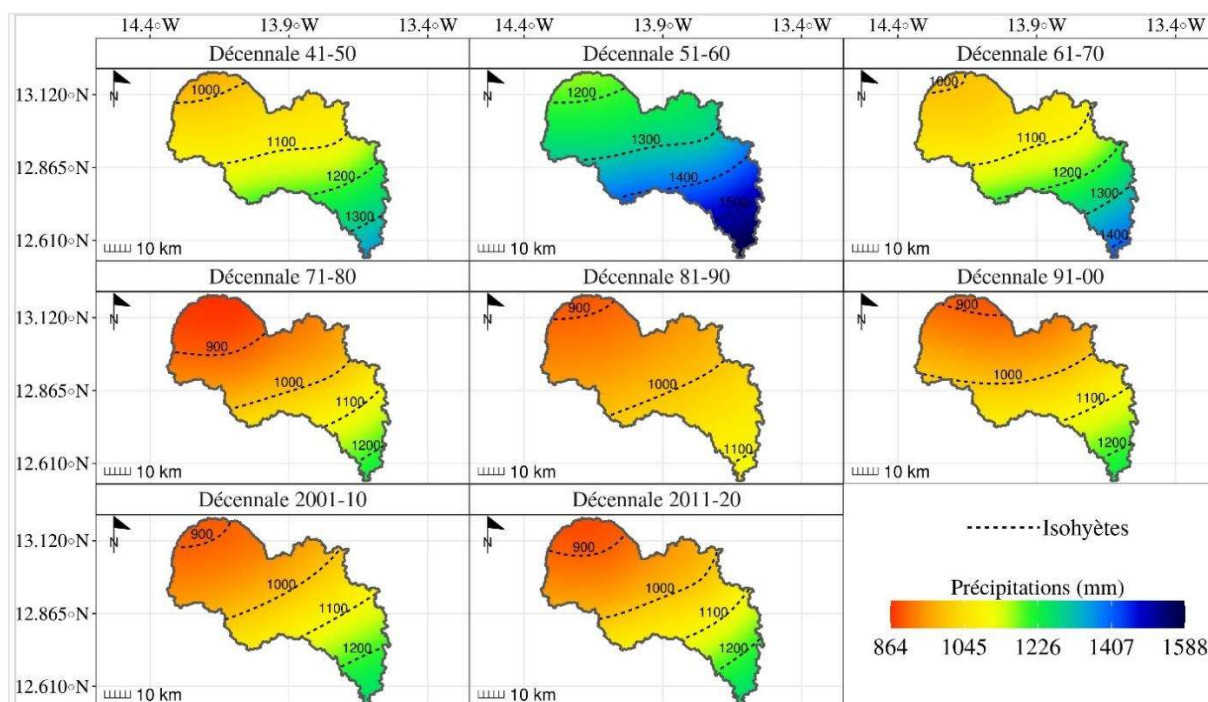 14.4◦W 13.9◦W 13.4◦W 14.4◦W 13.9◦W 13.4◦W 14.4◦W 13.9◦W 13.4◦W
Décennale 41-50 Décennale 51-60 Décennale 61-70
N N N
13.120◦N
12.865◦N
12.610◦N
1000 1200 1000
1100 1300 1100
1200 1400 1200
1300 1500 1300
1400
10 km 10 km 10 km
Décennale 71-80 Décennale 81-90 Décennale 91-00
N N N
13.120◦N
12.865◦N
12.610◦N
900 900 900
1000 1000 1000
1100 1100 1100
1200 1200
10 km 10 km 10 km
Décennale 2001-10 Décennale 2011-20
N N
13.120◦N
12.865◦N
12.610◦N
900 900
1000 1000
1100 1100
1200 1200
10 km 10 km
Isohyètes
Précipitations (mm)
864 1045 1226 1407 1588